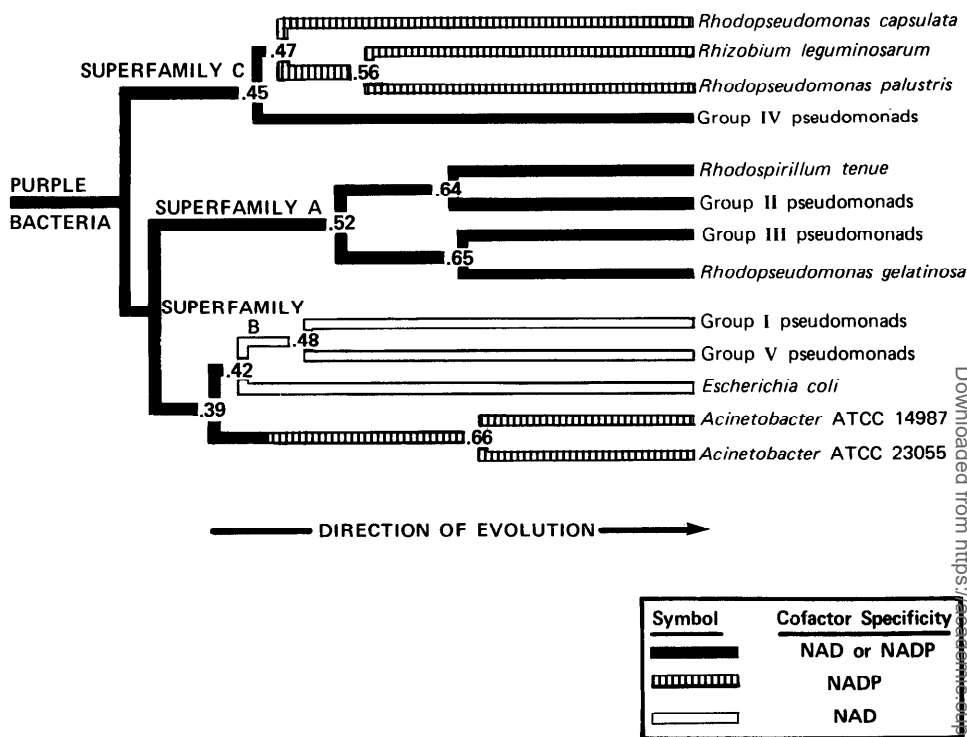 Rhodopseudomonas capsulata
.47
Rhizobium leguminosarum
SUPERFAMILY C
.56
.45
Rhodopseudomonas palustris
Group IV pseudomonads
Rhodospirillum tenue
PURPLE
BACTERIA
.64
SUPERFAMILY A
Group II pseudomonads
.52
Group III pseudomonads
.65
Rhodopseudomonas gelatinosa
SUPERFAMILY
B
Group I pseudomonads
.48
Group V pseudomonads
.42
Escherichia coli
.39
Acinetobacter ATCC 14987
.66
Acinetobacter ATCC 23055
DIRECTION OF EVOLUTION
Symbol Cofactor Specificity
NAD or NADP
NADP
NAD
Downloaded from https://academic.oup